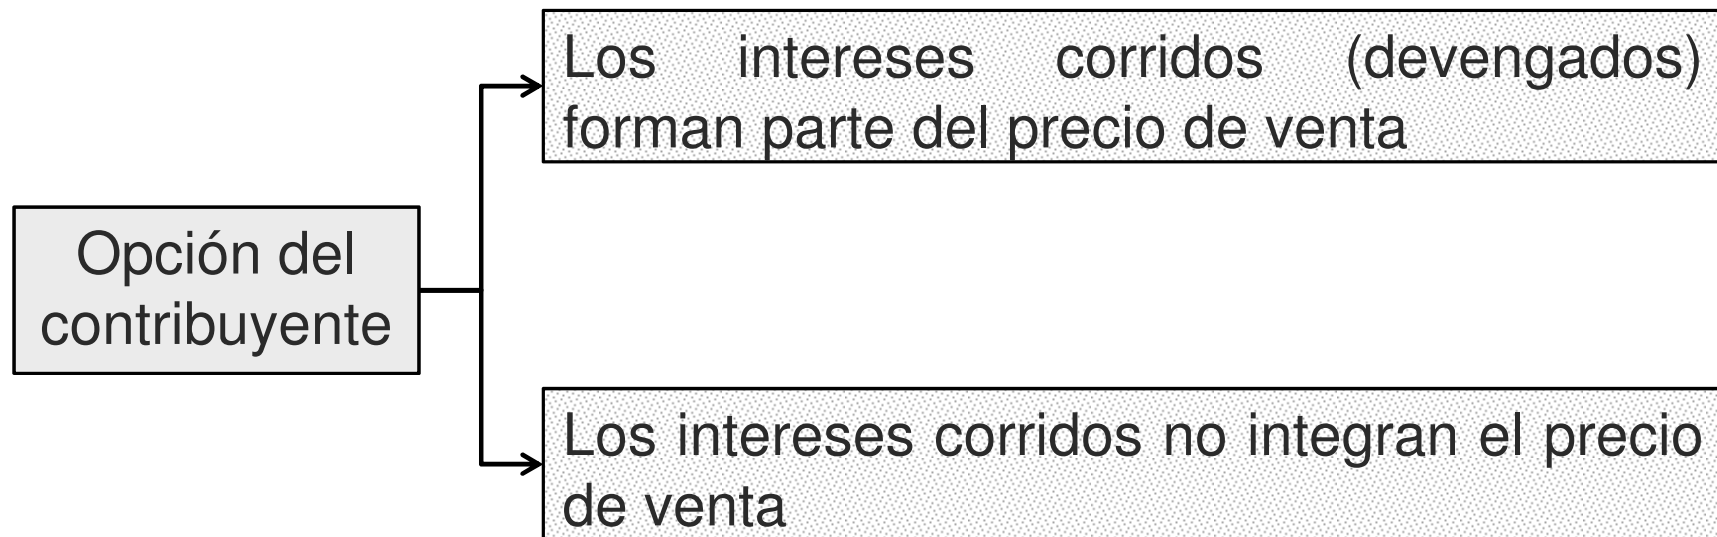 Los intereses corridos (devengados)
forman parte del precio de venta
Opción del
contribuyente
Los intereses corridos no integran el precio
de venta